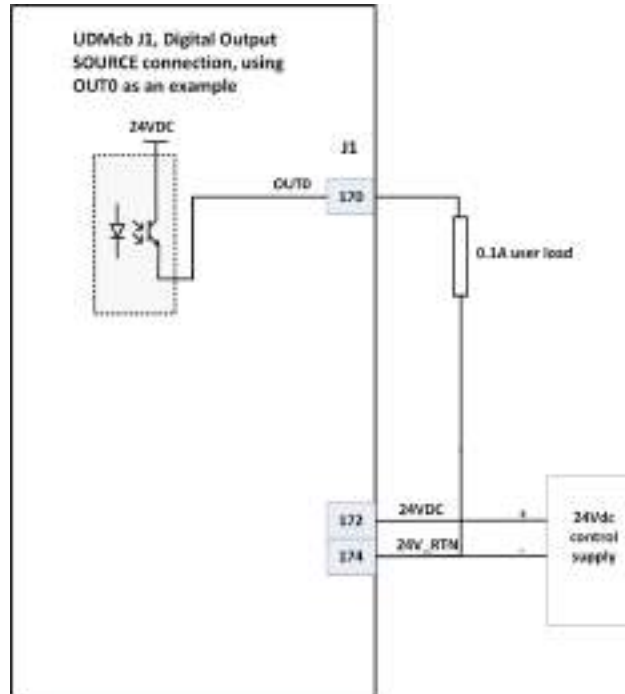 UDMcb J1, Digital Output
SOURCE connection, using
OUT0 as an example
24VDC
J1
OUT0
170
0.1A user load
172
24VDC
+
24Vdc
control
supply
174
24V_RTN
-